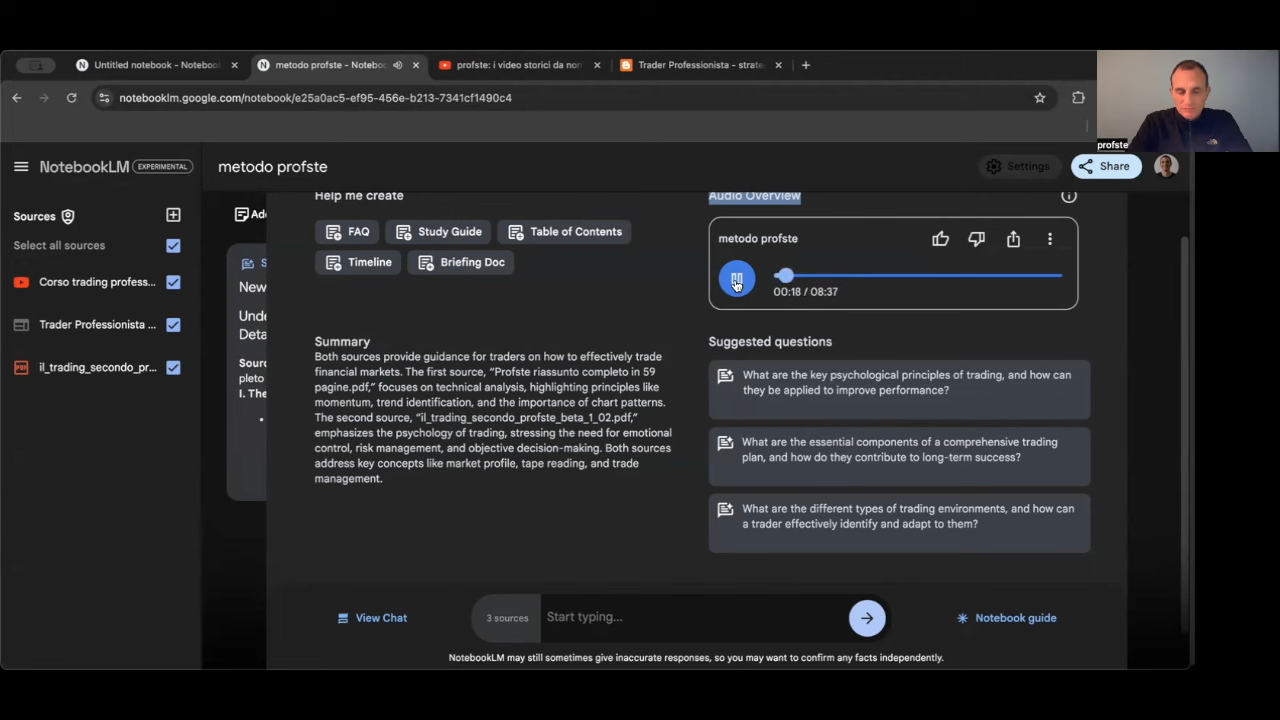 Untitled notebook - Notebook
metodo profste - Noteboo
profste: i video storici da non
Trader Professionista - strate
notebooklm.google.com/notebook/e25a0ac5-ef95-456e-b213-7341cf1490c4
profste
NotebookLM
EXPERIMENTAL
metodo profste
Settings
Share
Sources
Select all sources
Corso trading profess...
Trader Professionista ...
il_trading_secondo_pr...
PDF
Ad
S
New
Unde
Deta
Sourc
pleto
I. The
Help me create
FAQ
Study Guide
Table of Contents
Timeline
Briefing Doc
Audio Overview
metodo profste
00:18 / 08:37
Summary
Both sources provide guidance for traders on how to effectively trade
financial markets. The first source, "Profste riassunto completo in 59
pagine.pdf," focuses on technical analysis, highlighting principles like
momentum, trend identification, and the importance of chart patterns.
The second source, "il_trading_secondo_profste_beta_1_02.pdf,"
emphasizes the psychology of trading, stressing the need for emotional
control, risk management, and objective decision-making. Both sources
address key concepts like market profile, tape reading, and trade
management.
Suggested questions
What are the key psychological principles of trading, and how can
they be applied to improve performance?
What are the essential components of a comprehensive trading
plan, and how do they contribute to long-term success?
What are the different types of trading environments, and how can
a trader effectively identify and adapt to them?
View Chat
3 sources
Start typing...
Notebook guide
NotebookLM may still sometimes give inaccurate responses, so you may want to confirm any facts independently.